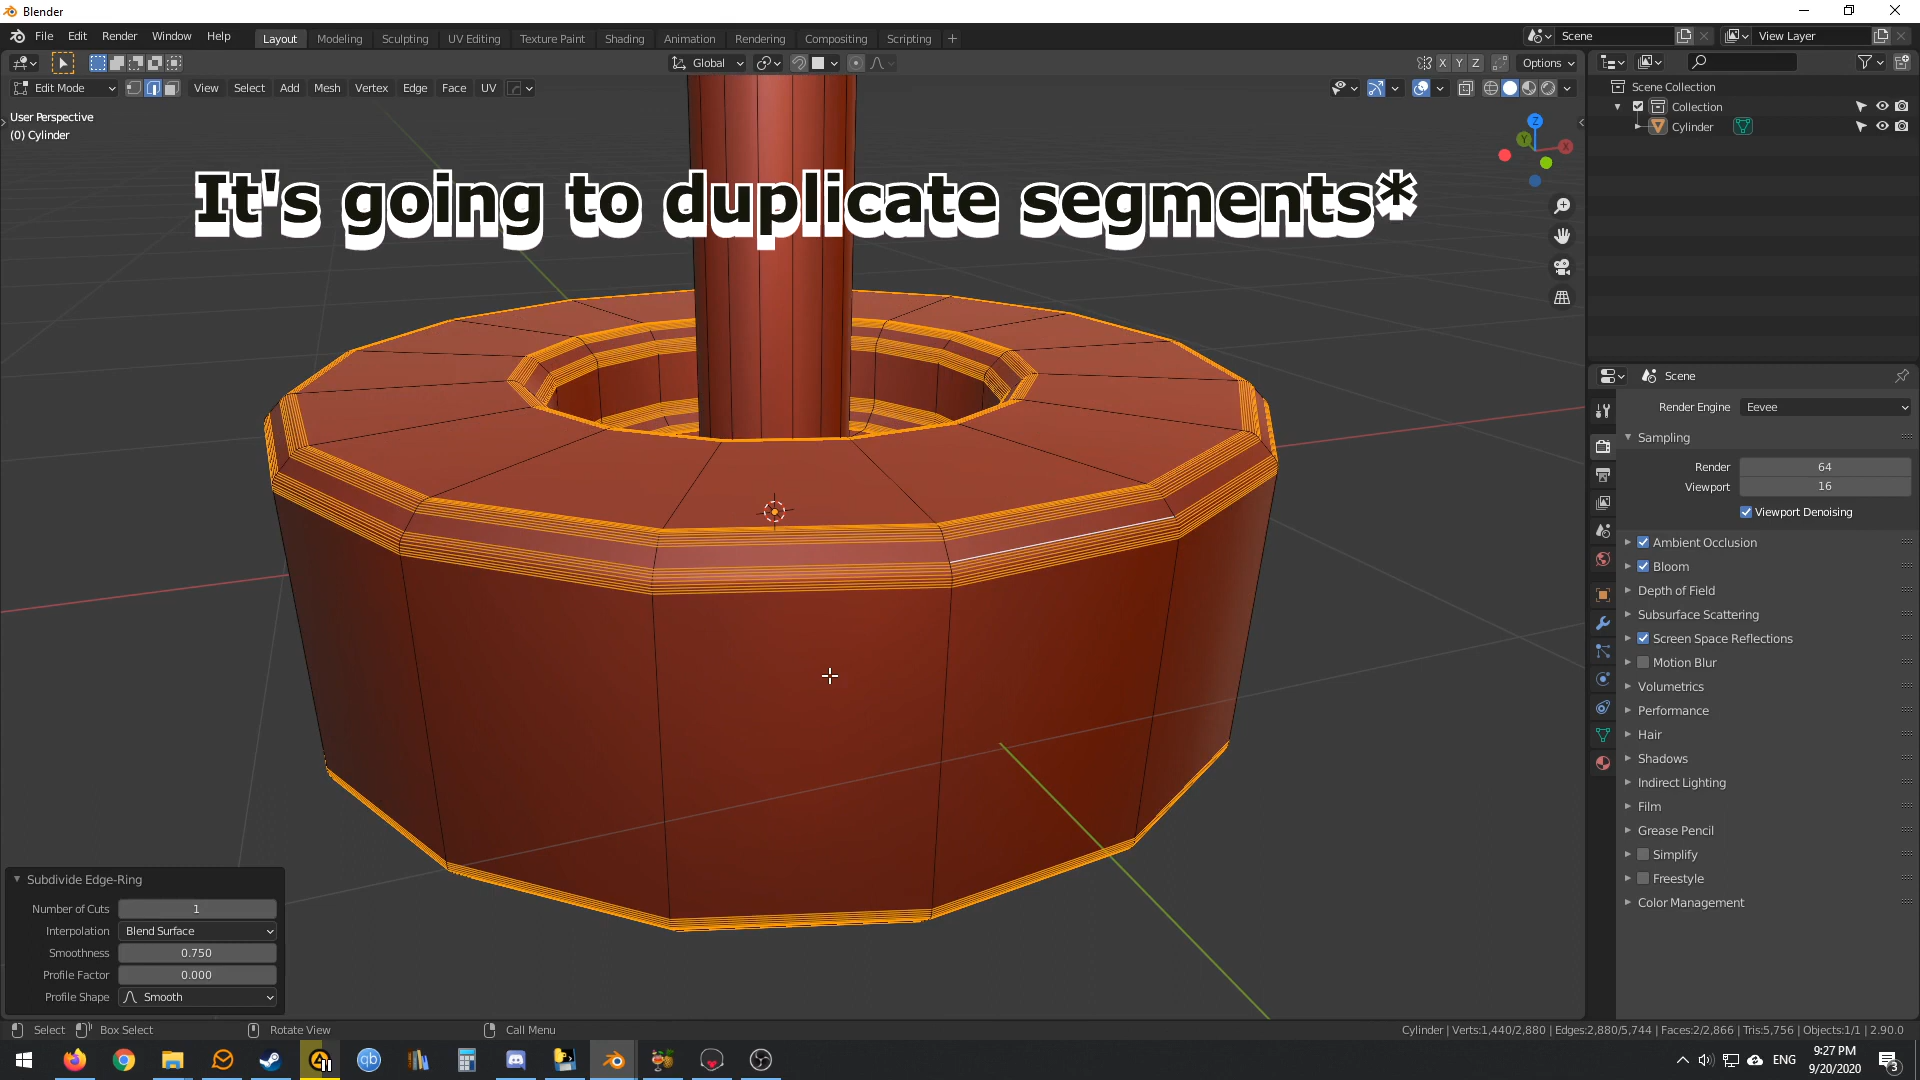 Blender
File Edit Render Window Help
Layout Modeling Sculpting UV Editing Texture Paint Shading Animation Rendering Compositing Scripting +
Scene
View Layer
Global
X Y Z
Options
Edit Mode
View Select Add Mesh Vertex Edge Face UV
User Perspective
(0) Cylinder
It's going to duplicate segments*
Z
Y
X
Scene Collection
Collection
Cylinder
Scene
Render Engine Eevee
Sampling
Render 64
Viewport 16
Viewport Denoising
Ambient Occlusion
Bloom
Depth of Field
Subsurface Scattering
Screen Space Reflections
Motion Blur
Volumetrics
Performance
Hair
Shadows
Indirect Lighting
Film
Grease Pencil
Simplify
Freestyle
Color Management
Subdivide Edge-Ring
Number of Cuts 1
Interpolation Blend Surface
Smoothness 0.750
Profile Factor 0.000
Profile Shape Smooth
Select Box Select Rotate View Call Menu
Cylinder | Verts:1,440/2,880 | Edges:2,880/5,744 | Faces:2/2,866 | Tris:5,756 | Objects:1/1 | 2.90.0
qb
ENG
9:27 PM
9/20/2020
3